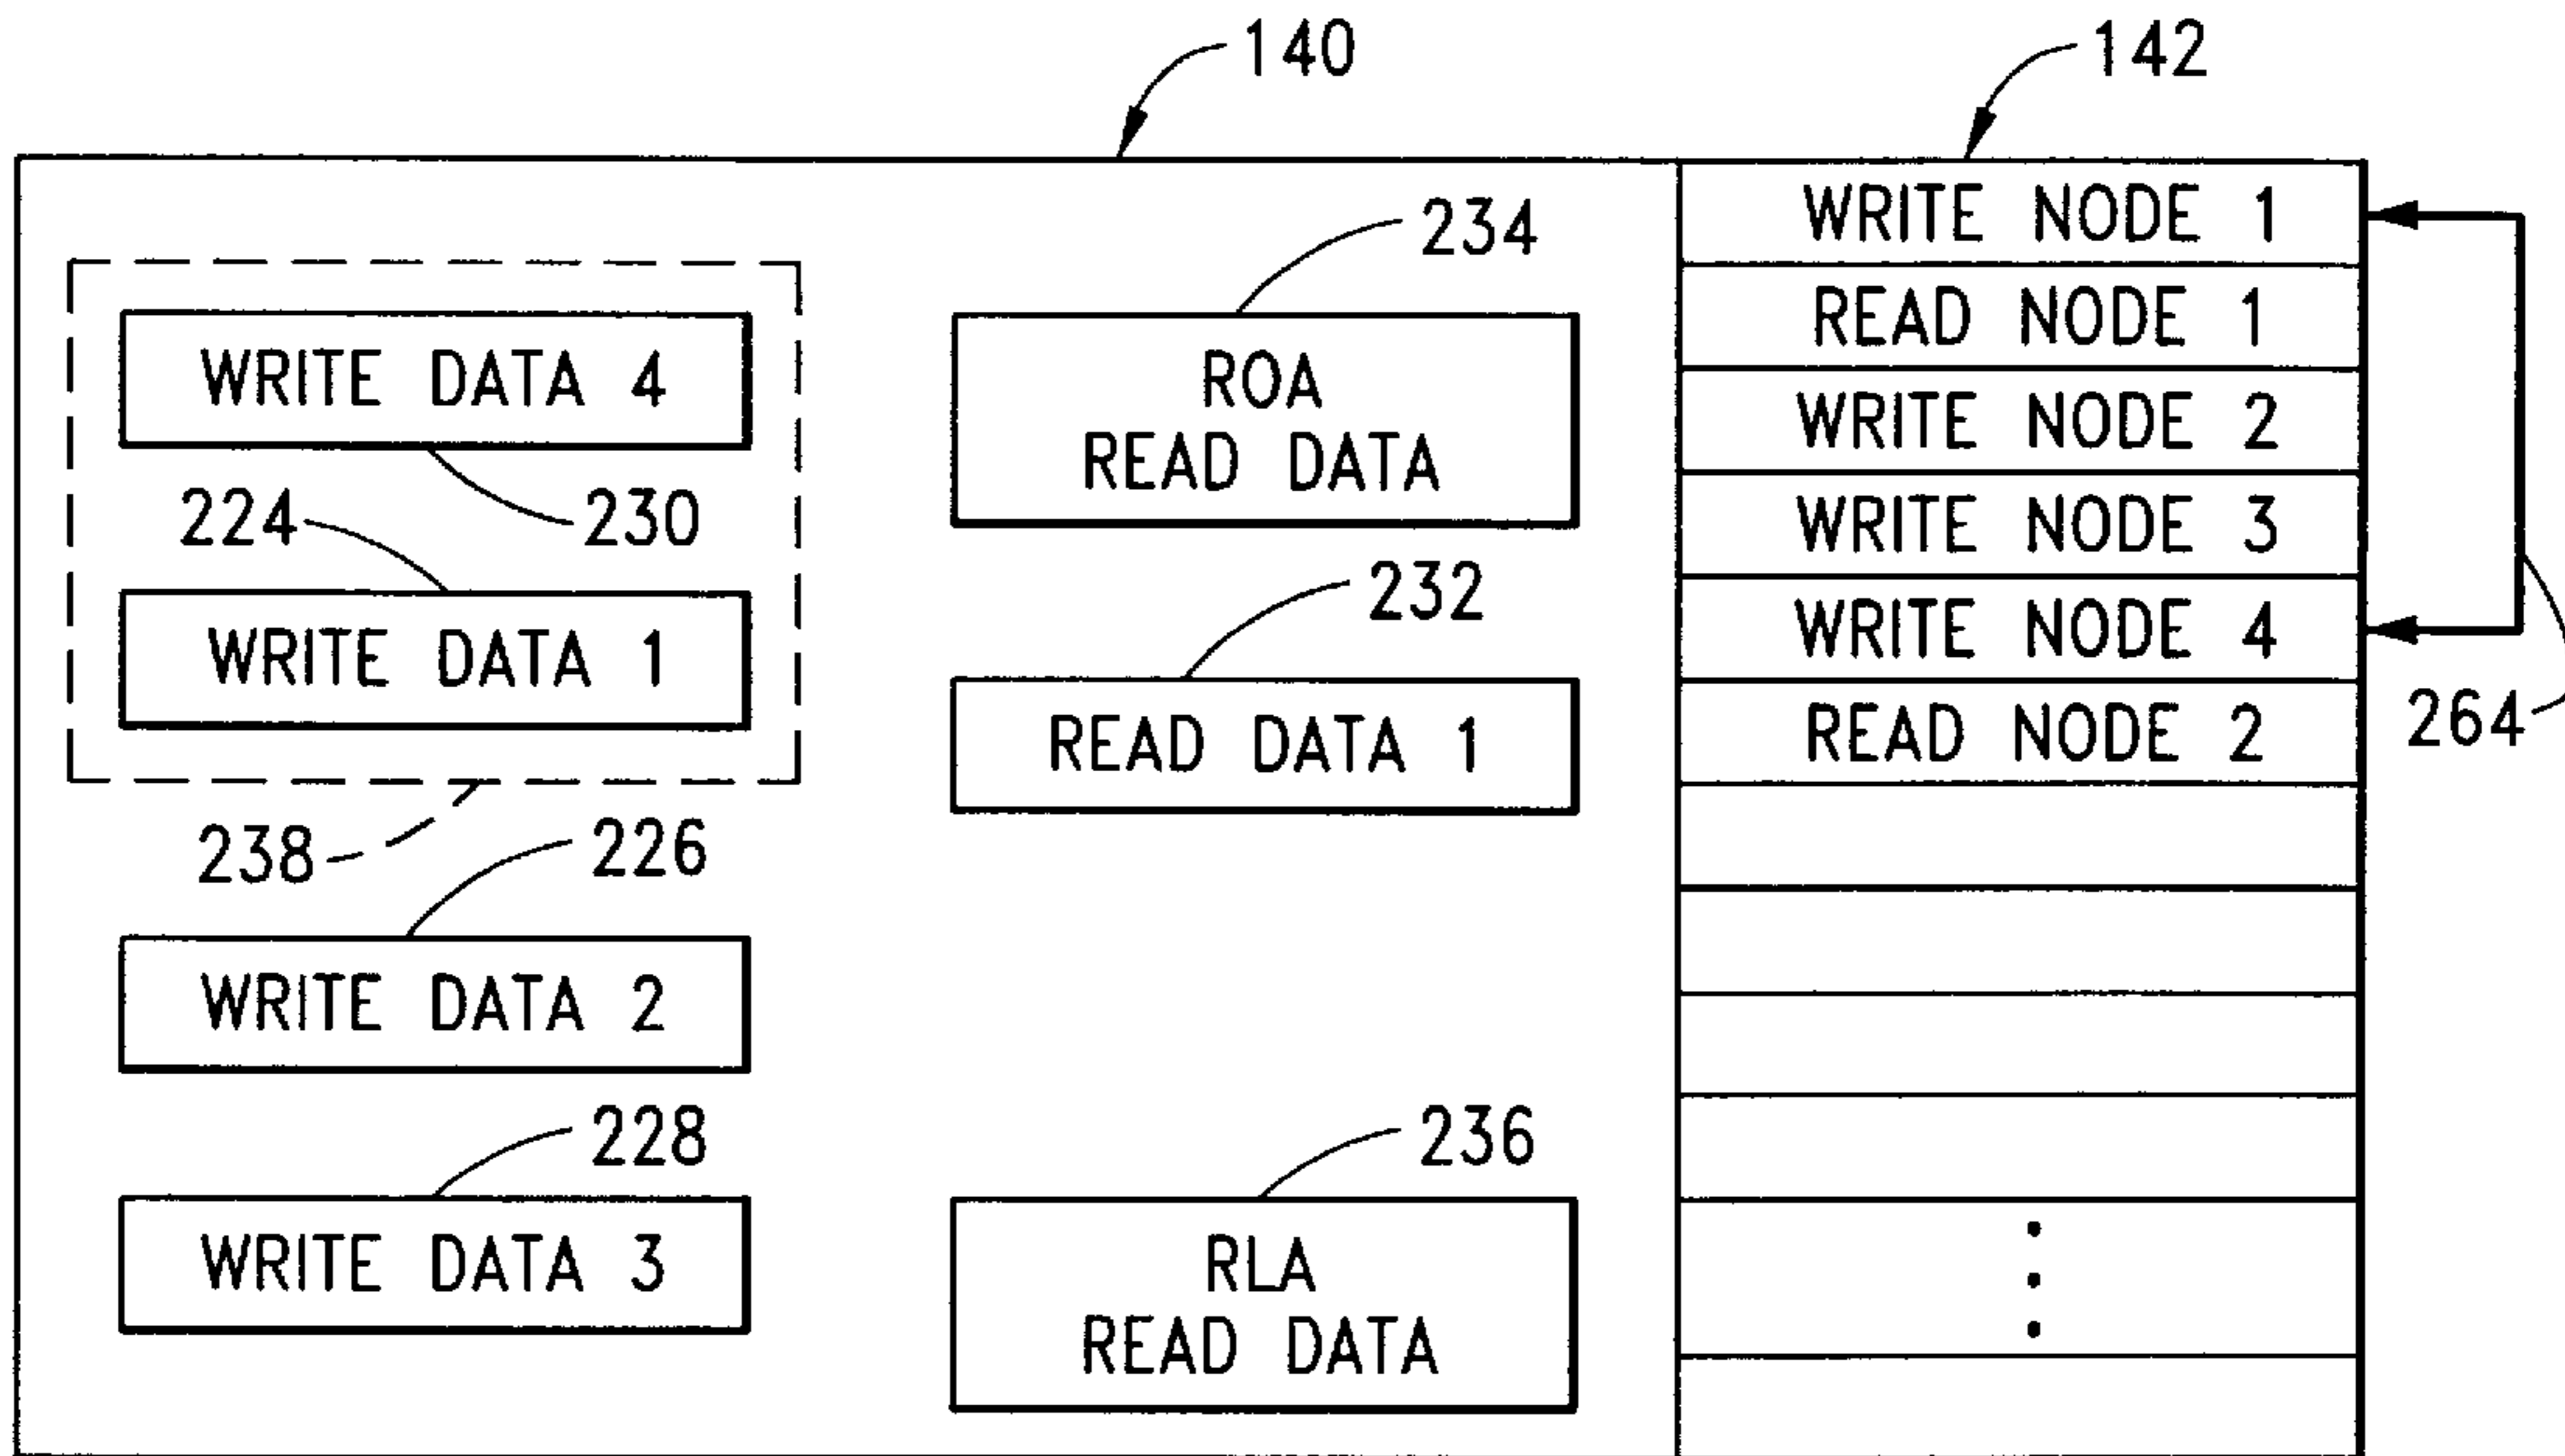 140
142
234
WRITE DATA 4
230
224
WRITE DATA 1
238
ROA
READ DATA
232
READ DATA 1
226
WRITE DATA 2
228
WRITE DATA 3
236
RLA
READ DATA
WRITE NODE 1
READ NODE 1
WRITE NODE 2
WRITE NODE 3
WRITE NODE 4
READ NODE 2
264